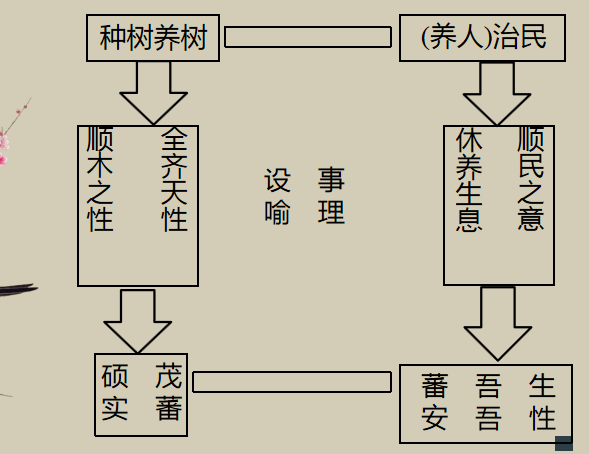 种树养树
(养人)治民
顺木之性
全齐天性
设喻
事理
休养生息
顺民之意
硕 茂
实 蕃
蕃 吾 生
安 吾 性